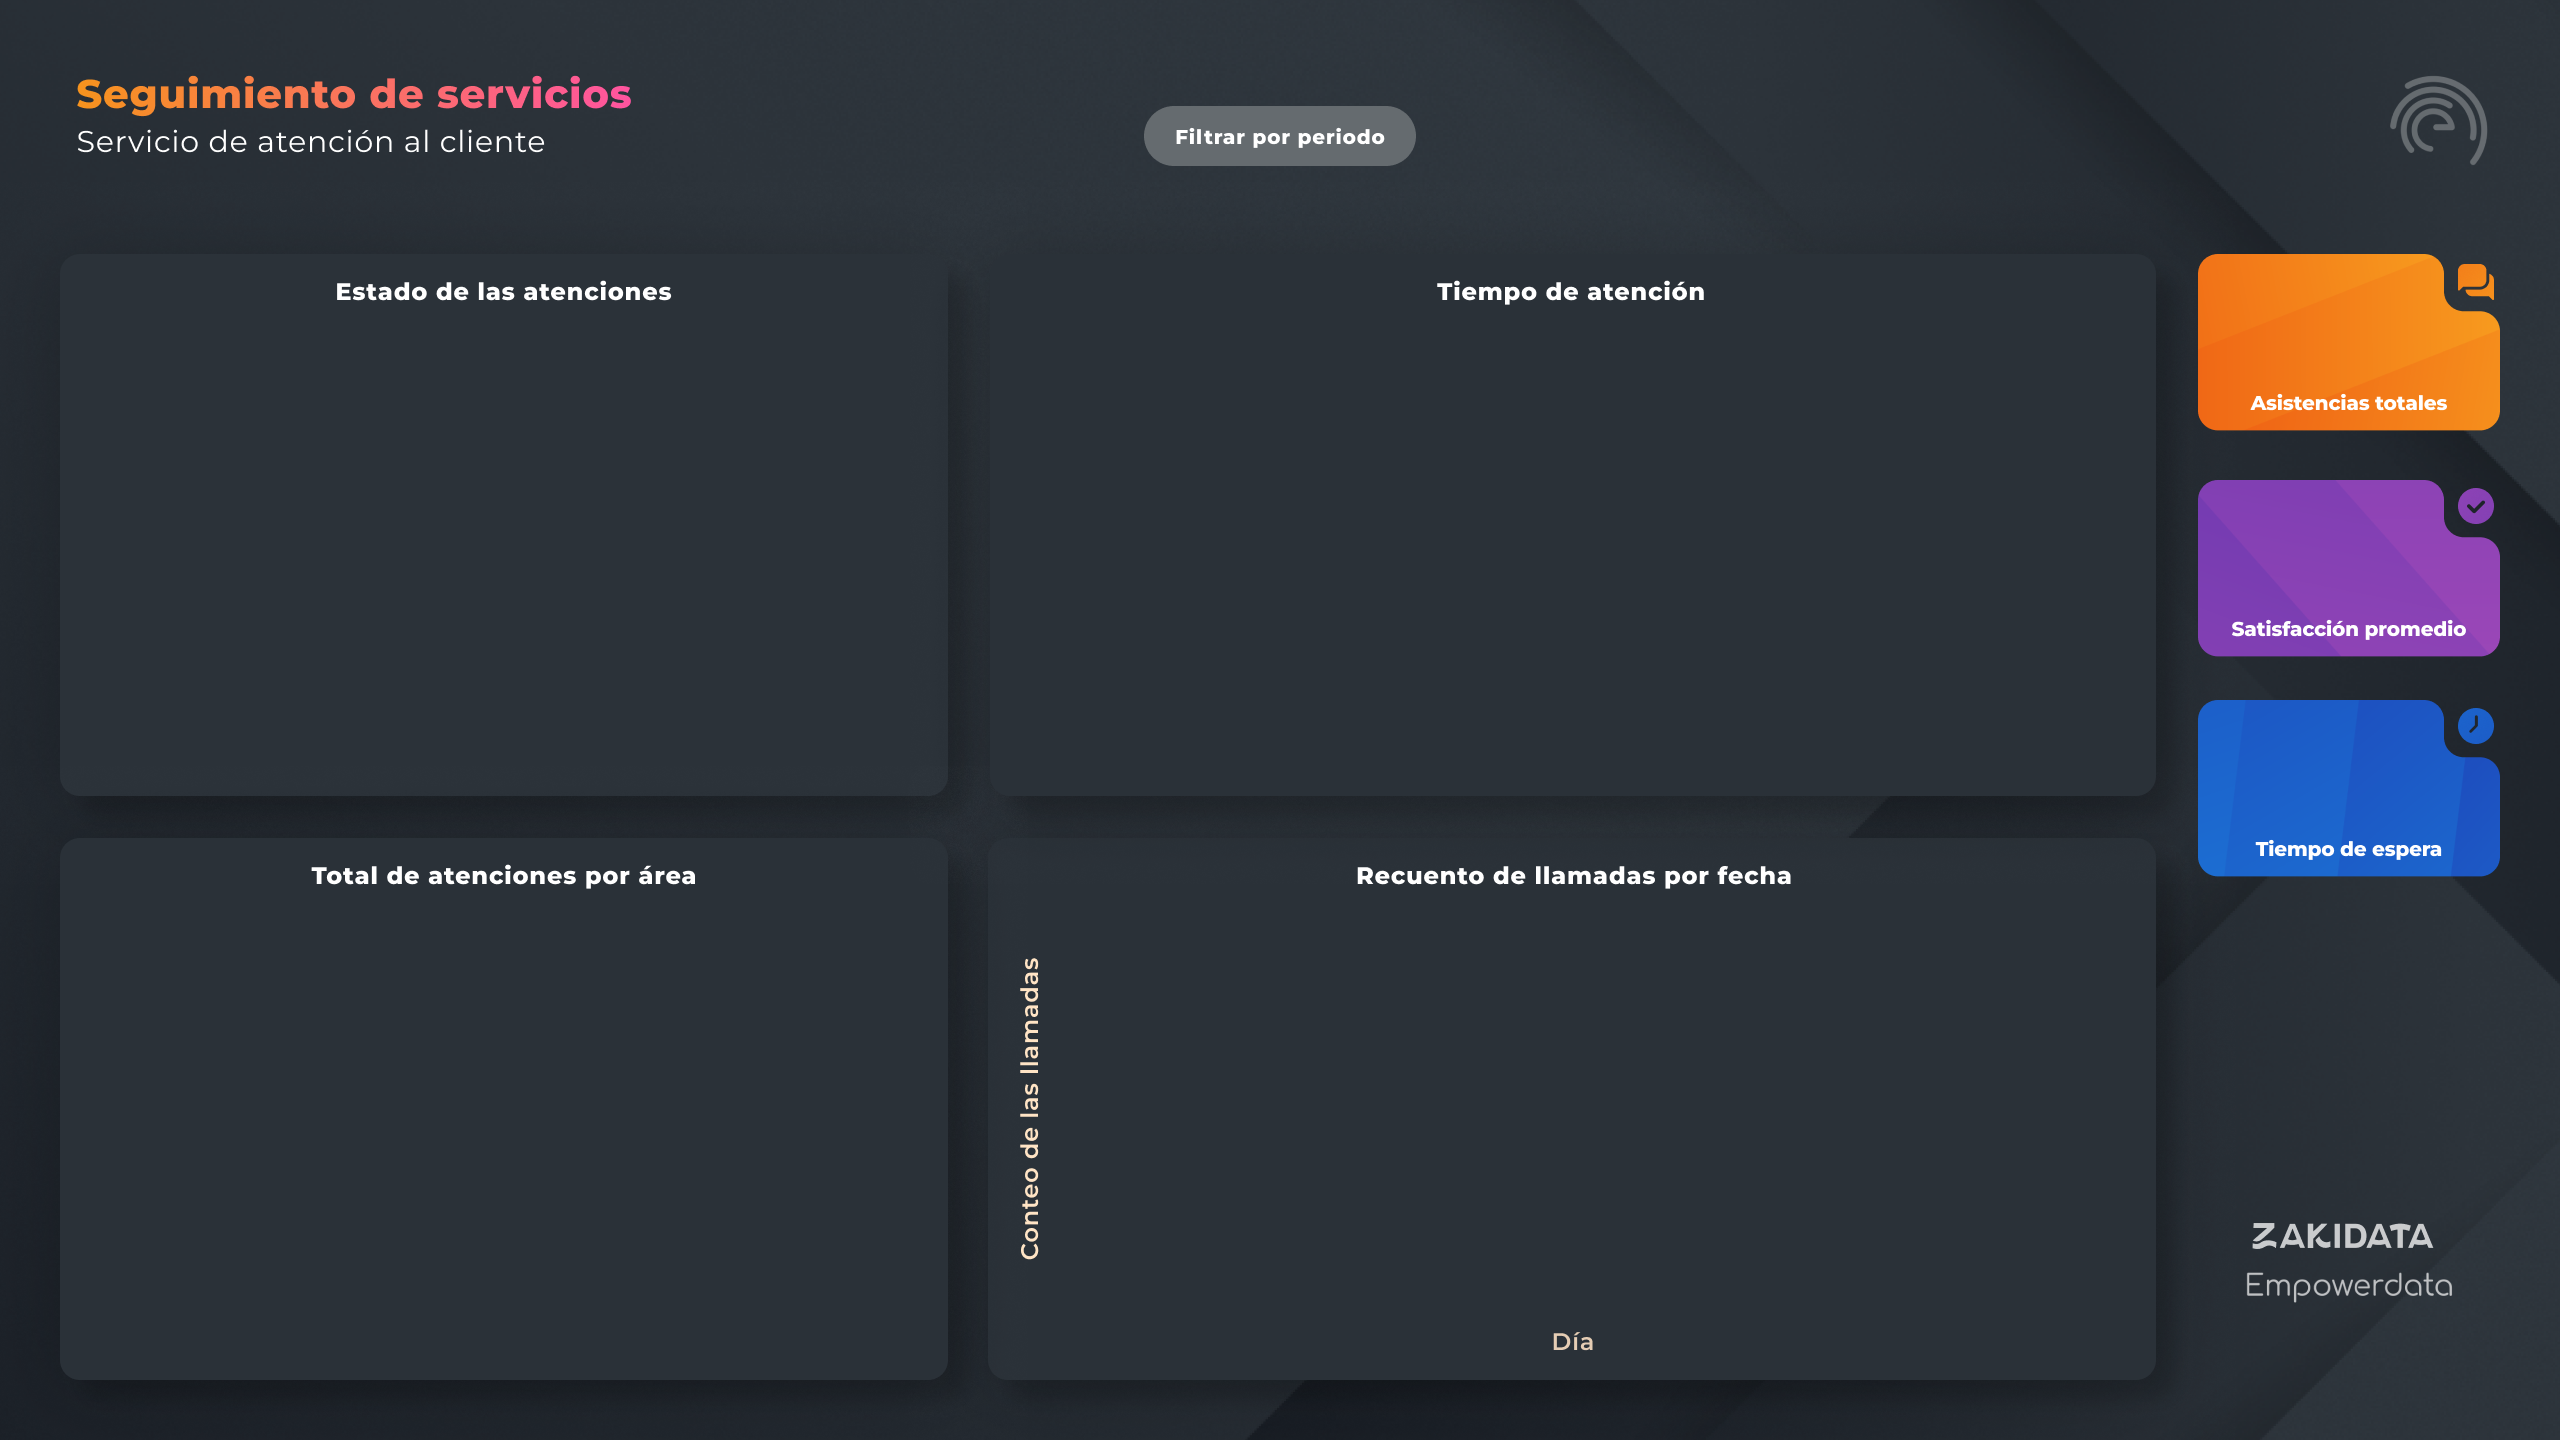 Seguimiento de servicios
Servicio de atención al cliente
Filtrar por periodo
Estado de las atenciones
Tiempo de atención
Asistencias totales
Satisfacción promedio
Tiempo de espera
Total de atenciones por área
Recuento de llamadas por fecha
Conteo de las llamadas
Día
ZAKIDATA
Empowerdata